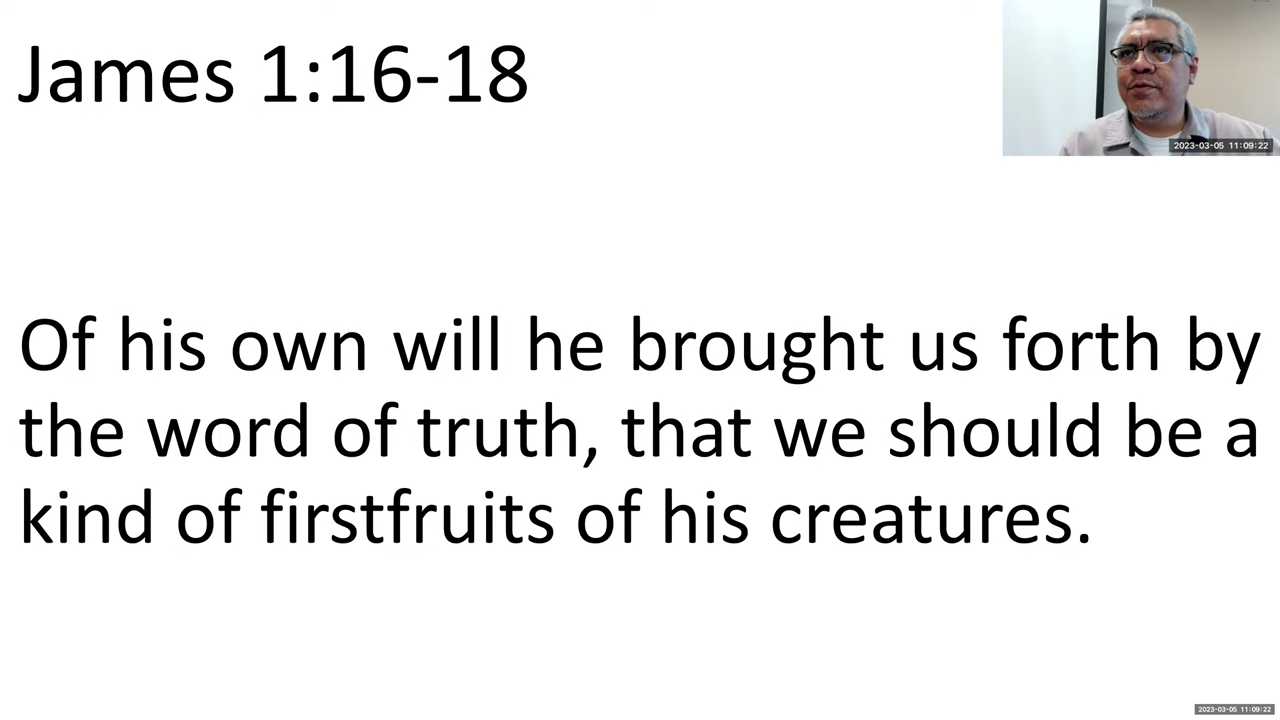 James 1:16-18
2023-03-05 11:09:22
Of his own will he brought us forth by
the word of truth, that we should be a
kind of firstfruits of his creatures.
2023-03-05 11:09:22